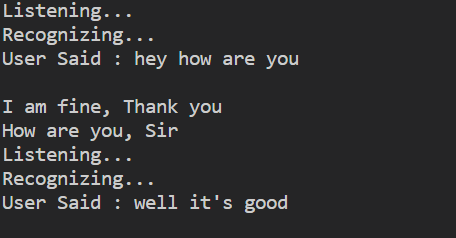 Listening...
Recognizing...
User Said : hey how are you
I am fine, Thank you
How are you, Sir
Listening...
Recognizing...
User Said : well it's good